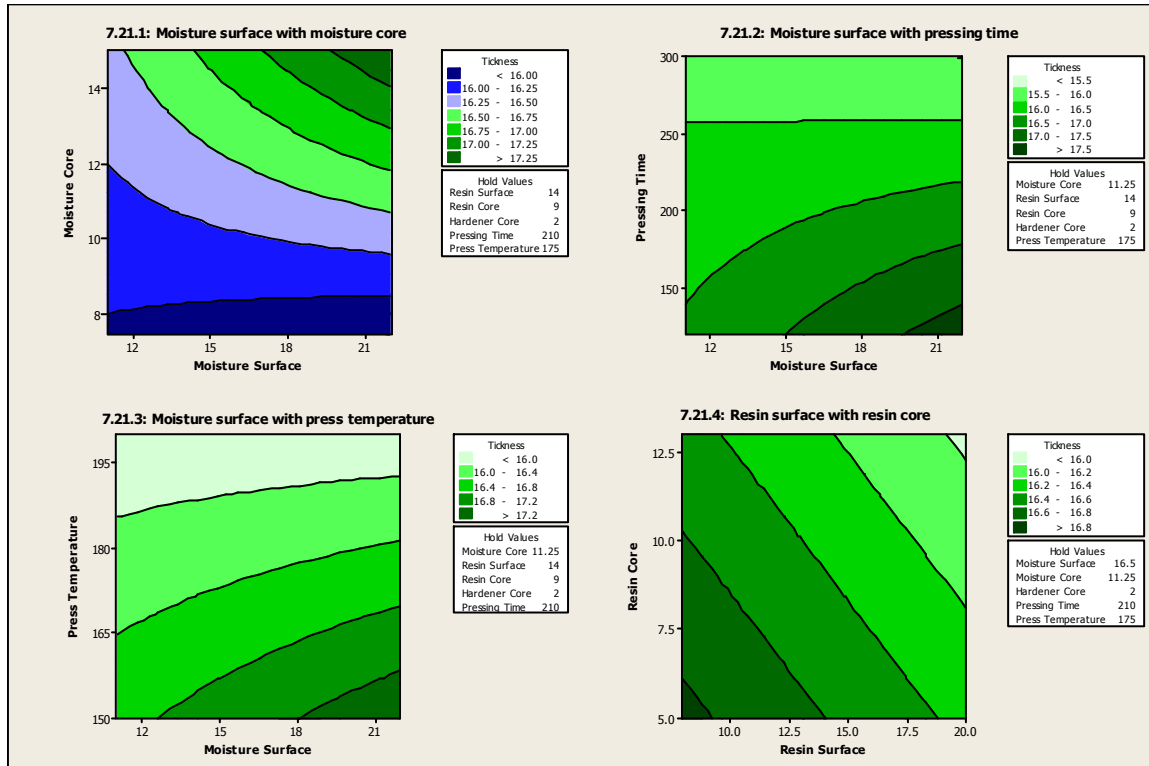 7.21.1: Moisture surface with moisture core
Moisture Core
14
12
10
8
12 15 18 21
Moisture Surface
Tickness
< 16.00
16.00 - 16.25
16.25 - 16.50
16.50 - 16.75
16.75 - 17.00
17.00 - 17.25
> 17.25
Hold Values
Resin Surface 14
Resin Core 9
Hardener Core 2
Pressing Time 210
Press Temperature 175
7.21.2: Moisture surface with pressing time
Pressing Time
300
250
200
150
12 15 18 21
Moisture Surface
Tickness
< 15.5
15.5 - 16.0
16.0 - 16.5
16.5 - 17.0
17.0 - 17.5
> 17.5
Hold Values
Moisture Core 11.25
Resin Surface 14
Resin Core 9
Hardener Core 2
Press Temperature 175
7.21.3: Moisture surface with press temperature
Press Temperature
195
180
165
150
12 15 18 21
Moisture Surface
Tickness
< 16.0
16.0 - 16.4
16.4 - 16.8
16.8 - 17.2
> 17.2
Hold Values
Moisture Core 11.25
Resin Surface 14
Resin Core 9
Hardener Core 2
Pressing Time 210
7.21.4: Resin surface with resin core
Resin Core
12.5
10.0
7.5
5.0
10.0 12.5 15.0 17.5 20.0
Resin Surface
Tickness
< 16.0
16.0 - 16.2
16.2 - 16.4
16.4 - 16.6
16.6 - 16.8
> 16.8
Hold Values
Moisture Surface 16.5
Moisture Core 11.25
Hardener Core 2
Pressing Time 210
Press Temperature 175